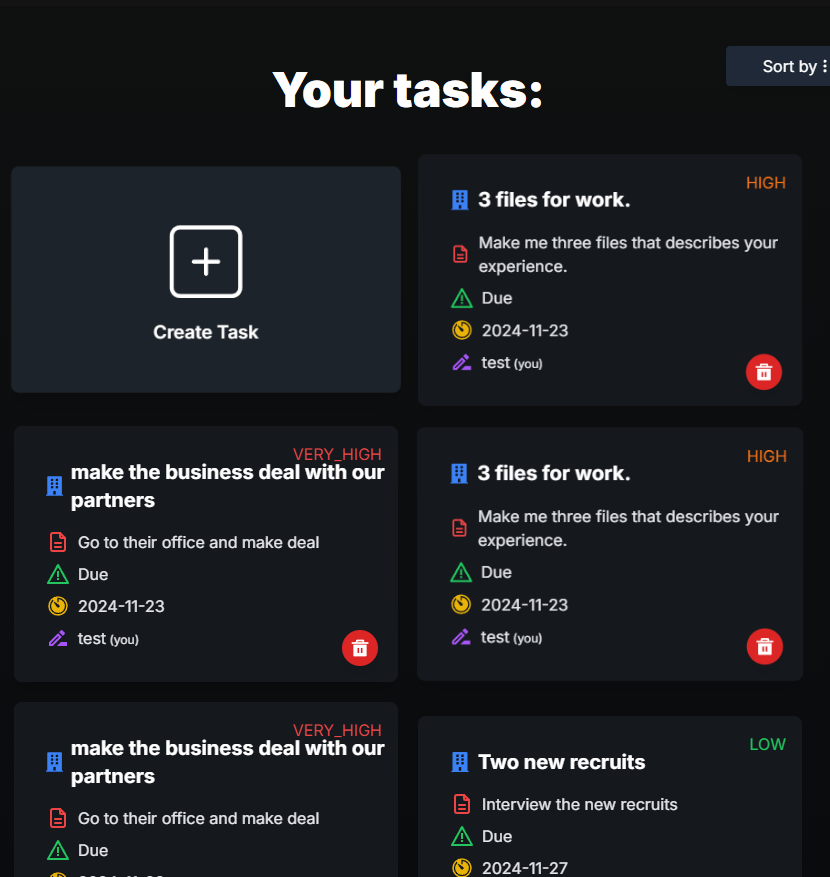 Sort by
Your tasks:
Create Task
HIGH
3 files for work.
Make me three files that describes your
experience.
Due
2024-11-23
test (you)
VERY_HIGH
make the business deal with our
partners
Go to their office and make deal
Due
2024-11-23
test (you)
HIGH
3 files for work.
Make me three files that describes your
experience.
Due
2024-11-23
test (you)
VERY_HIGH
make the business deal with our
partners
Go to their office and make deal
Due
LOW
Two new recruits
Interview the new recruits
Due
2024-11-27